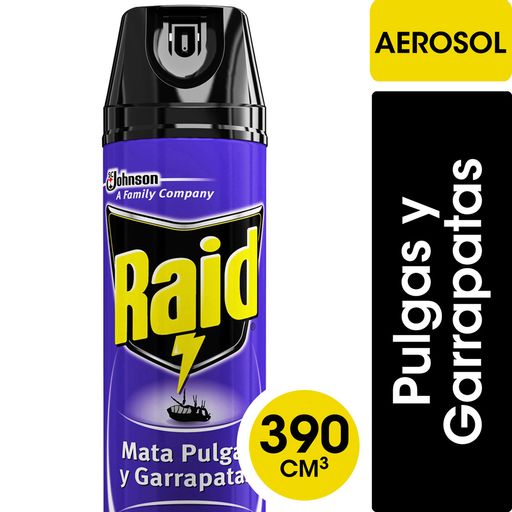 AEROSOL
SC Johnson
A Family Company
Raid
®
Mata Pulga
y Garrapata
390
CM³
Pulgas y
Garrapatas